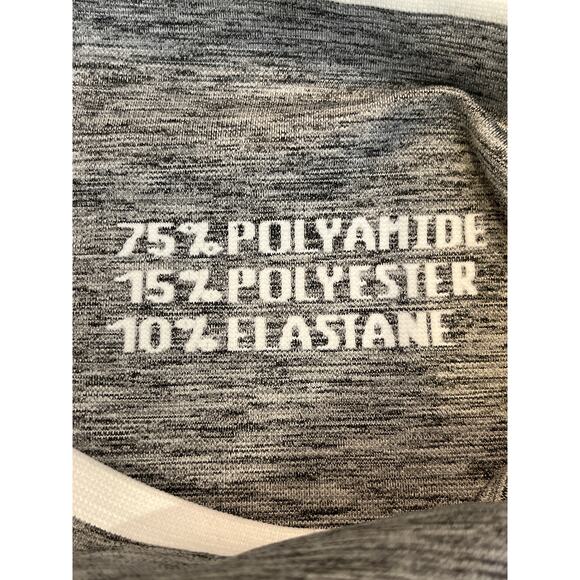 75% POLYAMIDE
15% POLYESTER
10% ELASTANE